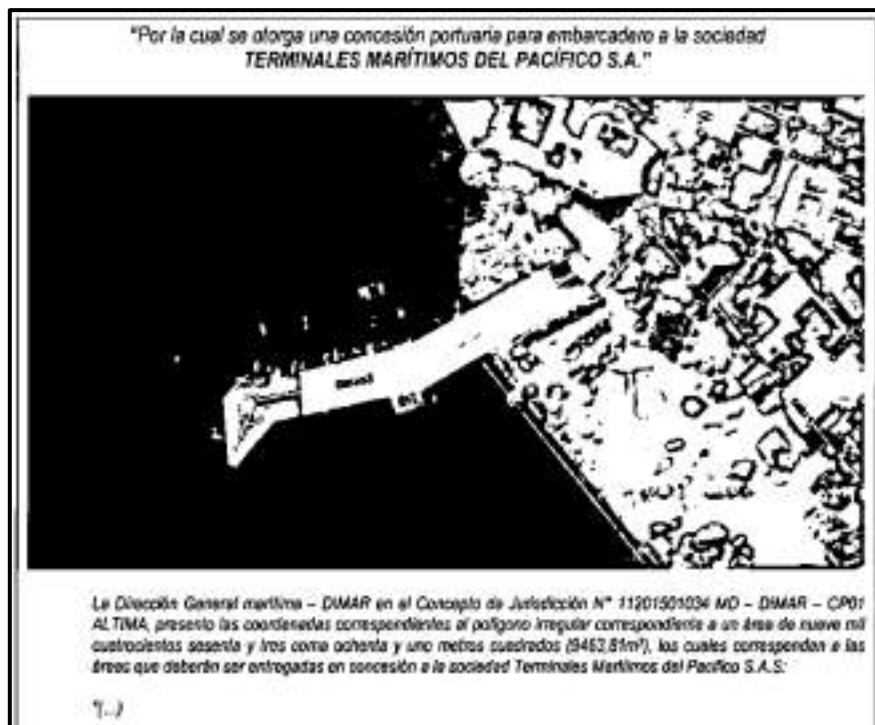 "Por la cual se otorga una concesión portuaria para embarcadero a la sociedad
TERMINALES MARÍTIMOS DEL PACÍFICO S.A."
La Dirección General marítima – DIMAR en el Concepto de Jurisdicción N° 11201501034 MD – DIMAR – CP01
ALTIMA, presento las coordenadas correspondientes al polígono irregular correspondiente a un área de nueve mil
cuatrocientos sesenta y tres coma ochenta y uno metros cuadrados (9463,81m²), los cuales corresponden a las
áreas que deberán ser entregadas en concesión a la sociedad Terminales Marítimos del Pacífico S.A.S:
"(...)